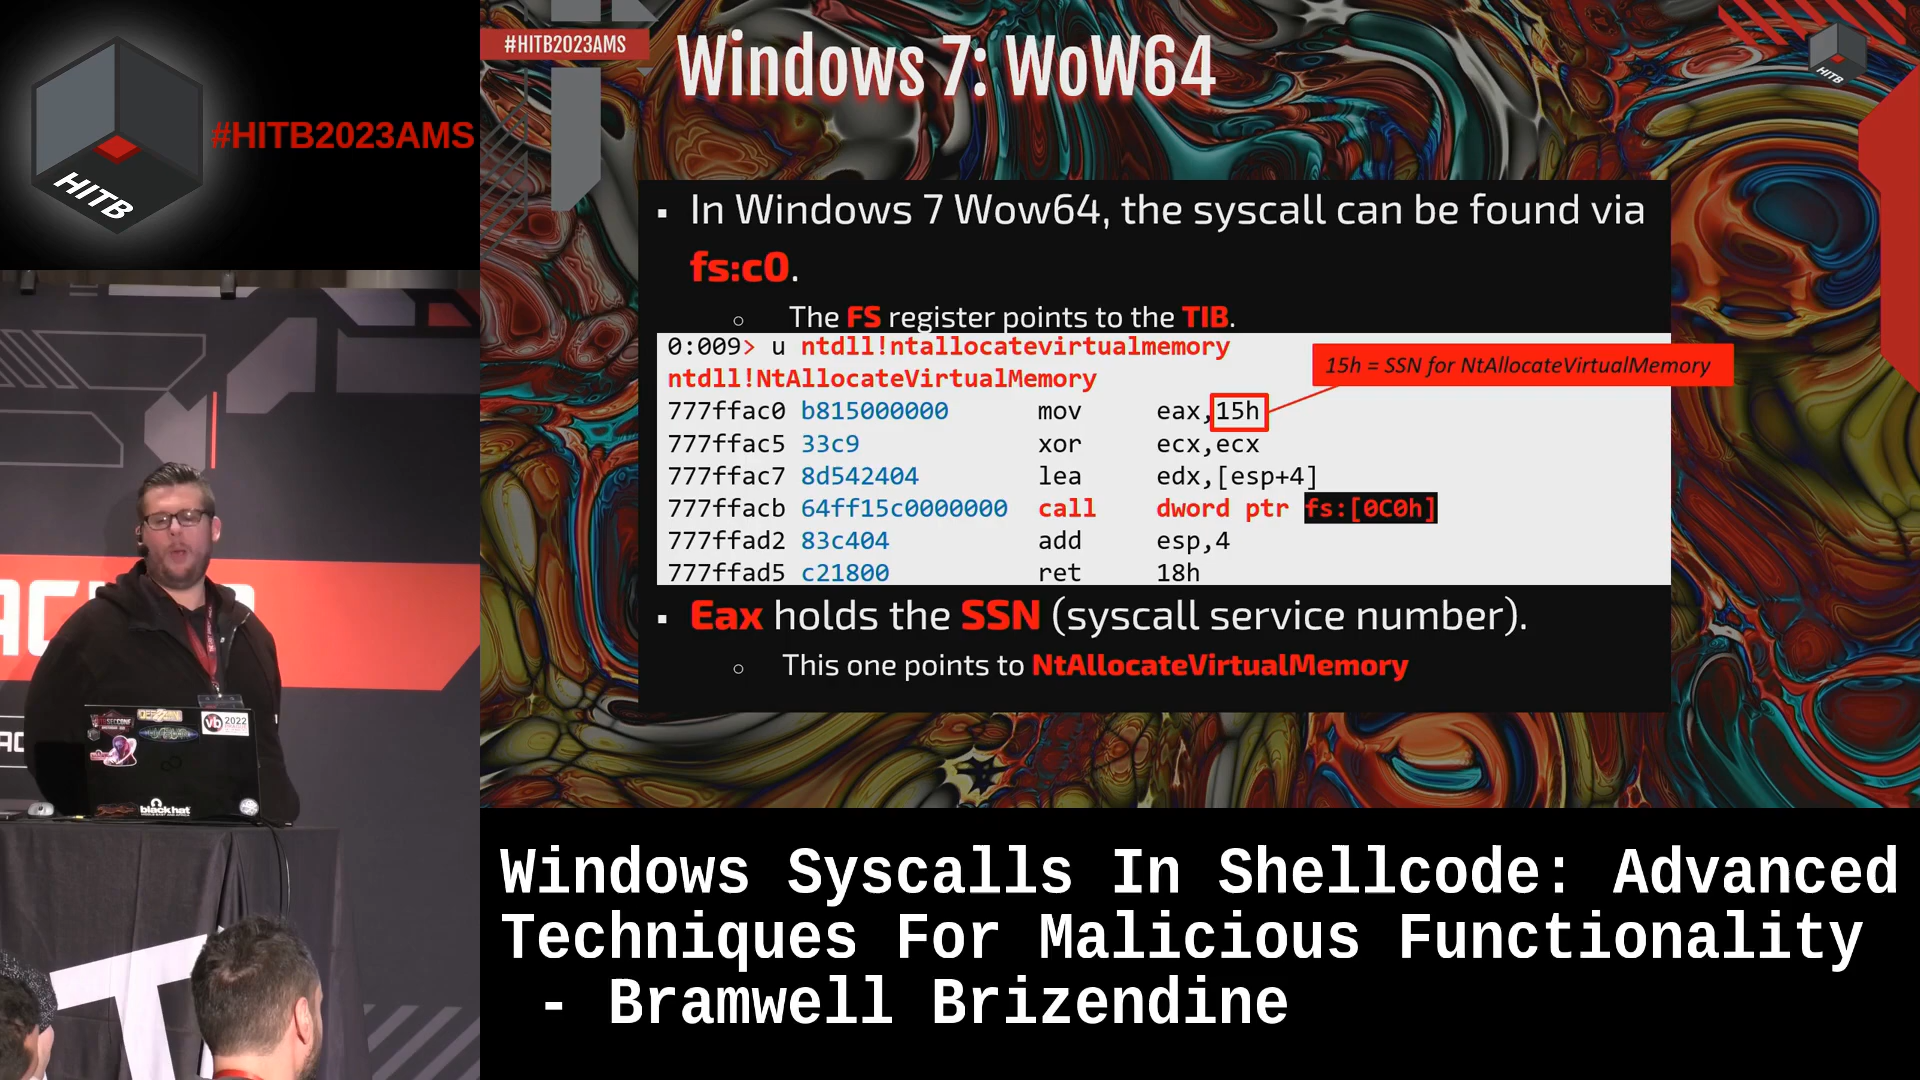 HITB
#HITB2023AMS
#HITB2023AMS
Windows 7: WoW64
HITB
▪ In Windows 7 Wow64, the syscall can be found via
fs:c0.
○ The FS register points to the TIB.
0:009> u ntdll!ntallocatevirtualmemory
ntdll!NtAllocateVirtualMemory
15h = SSN for NtAllocateVirtualMemory
777ffac0 b815000000 mov eax,15h
777ffac5 33c9 xor ecx,ecx
777ffac7 8d542404 lea edx,[esp+4]
777ffacb 64ff15c0000000 call dword ptr fs:[0C0h]
777ffad2 83c404 add esp,4
777ffad5 c21800 ret 18h
▪ Eax holds the SSN (syscall service number).
○ This one points to NtAllocateVirtualMemory
vb 2022
black hat
Windows Syscalls In Shellcode: Advanced
Techniques For Malicious Functionality
- Bramwell Brizendine